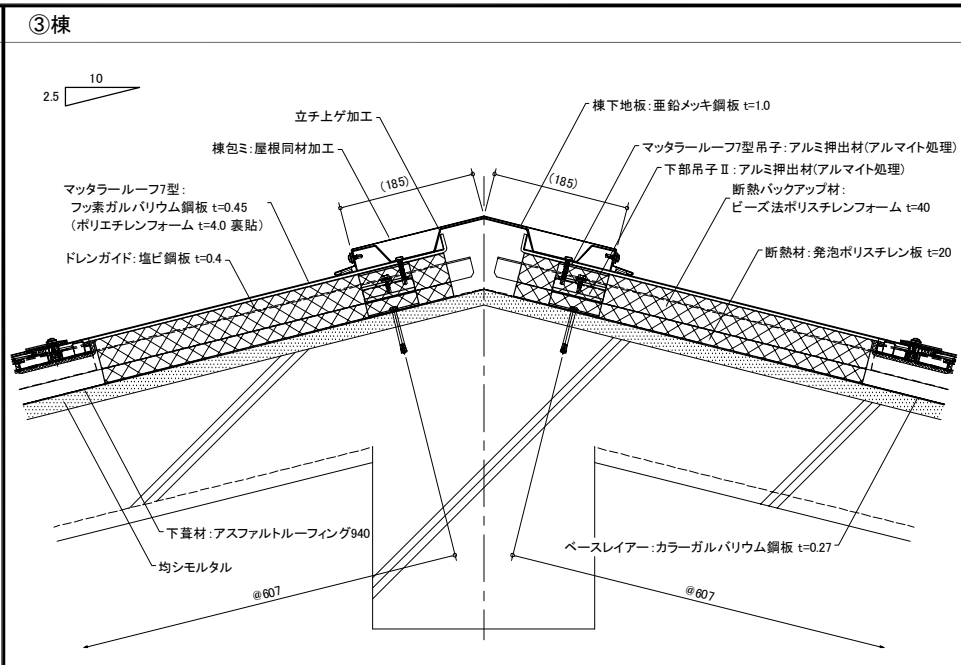 ③棟
10
2.5
立チ上ゲ加工
棟包ミ:屋根同材加工
マッタラールーフ7型:
フッ素ガルバリウム鋼板 t=0.45
(ポリエチレンフォーム t=4.0 裏貼)
ドレンガイド:塩ビ鋼板 t=0.4
(185)
(185)
棟下地板:亜鉛メッキ鋼板 t=1.0
マッタラールーフ7型吊子:アルミ押出材(アルマイト処理)
下部吊子Ⅱ:アルミ押出材(アルマイト処理)
断熱バックアップ材:
ビーズ法ポリスチレンフォーム t=40
断熱材:発泡ポリスチレン板 t=20
下葺材:アスファルトルーフィング940
均シモルタル
ベースレイアー:カラーガルバリウム鋼板 t=0.27
@607
@607